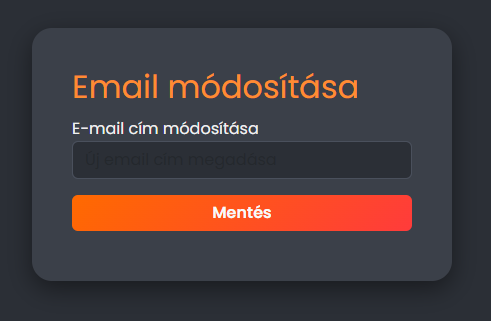 Email módosítása
E-mail cím módosítása
Új email cím megadása
Mentés